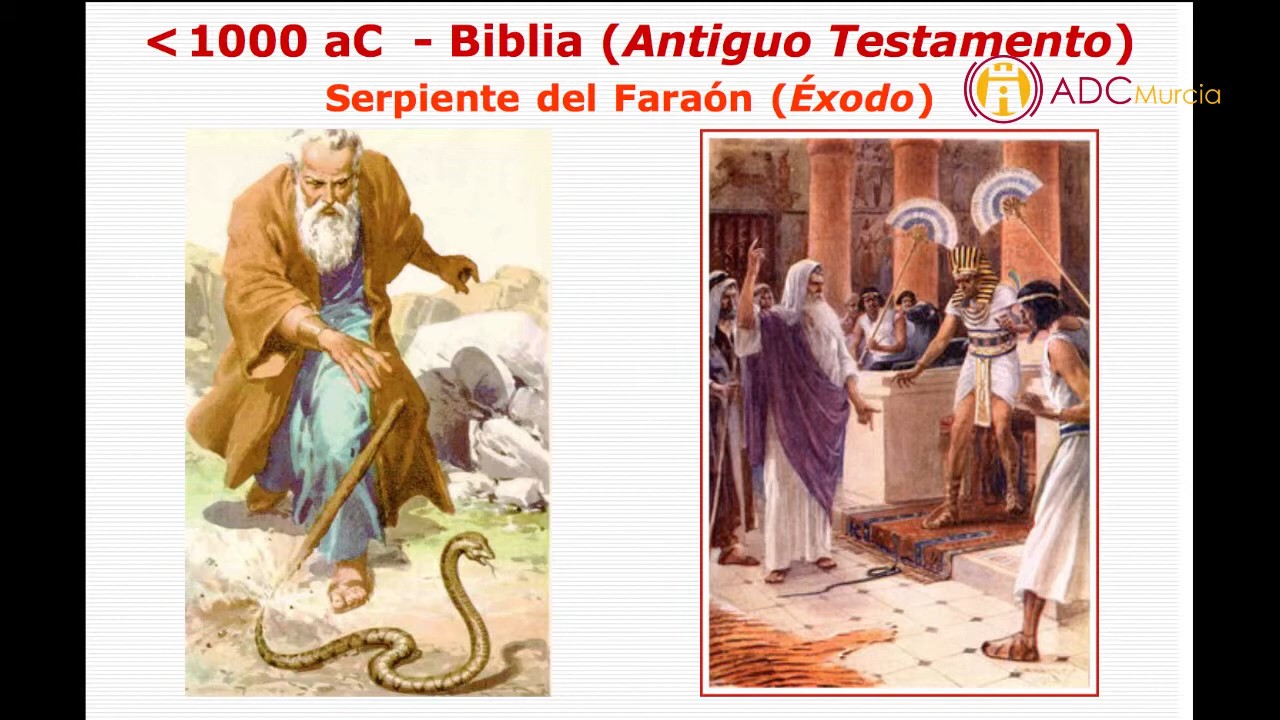 <1000 aC - Biblia (Antiguo Testamento)
Serpiente del Faraón (Éxodo)
ADCMurcia